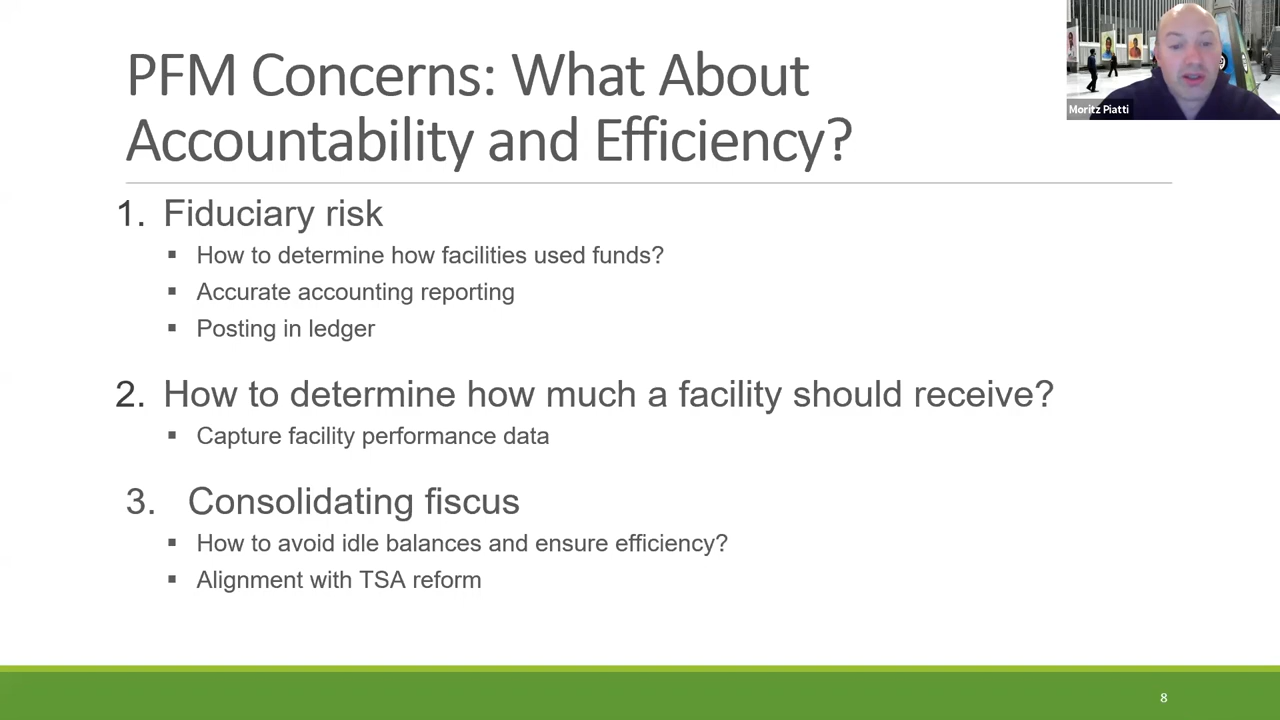 PFM Concerns: What About
Accountability and Efficiency?
Moritz Piatti
1. Fiduciary risk
▪ How to determine how facilities used funds?
▪ Accurate accounting reporting
▪ Posting in ledger
2. How to determine how much a facility should receive?
▪ Capture facility performance data
3. Consolidating fiscus
▪ How to avoid idle balances and ensure efficiency?
▪ Alignment with TSA reform
8